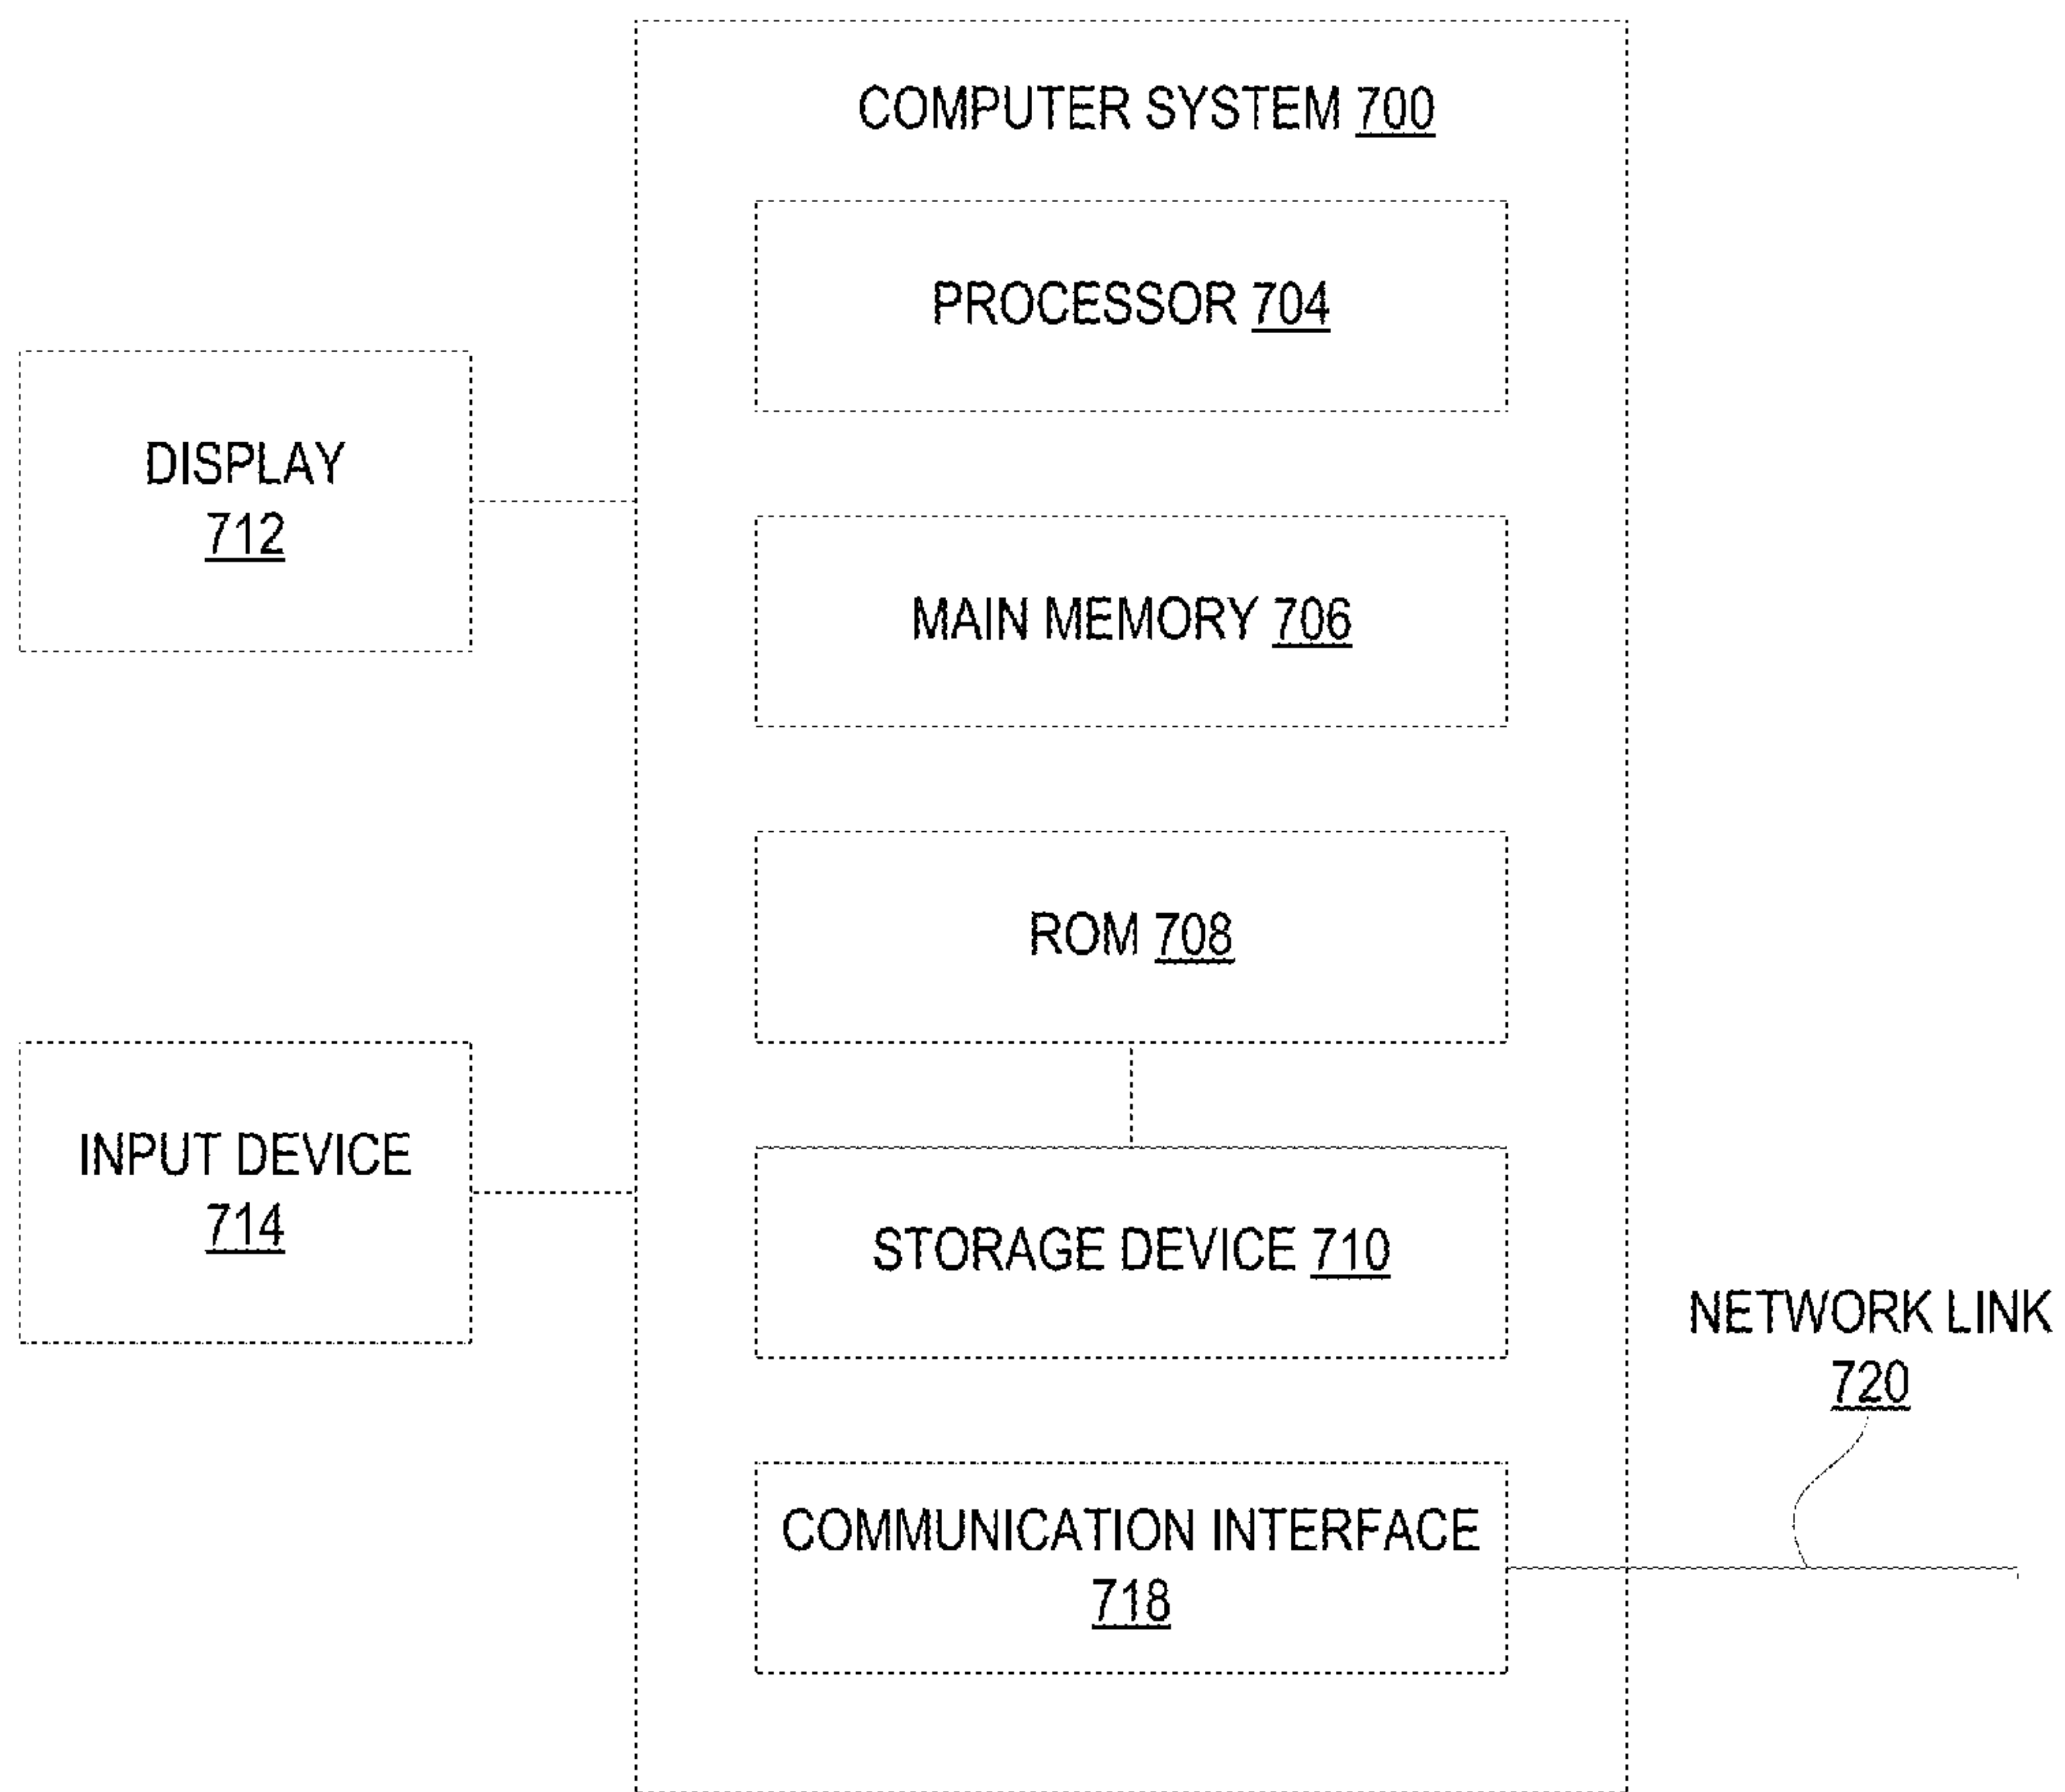 COMPUTER SYSTEM 700
PROCESSOR 704
DISPLAY
712
MAIN MEMORY 706
ROM 708
INPUT DEVICE
714
STORAGE DEVICE 710
NETWORK LINK
720
COMMUNICATION INTERFACE
718